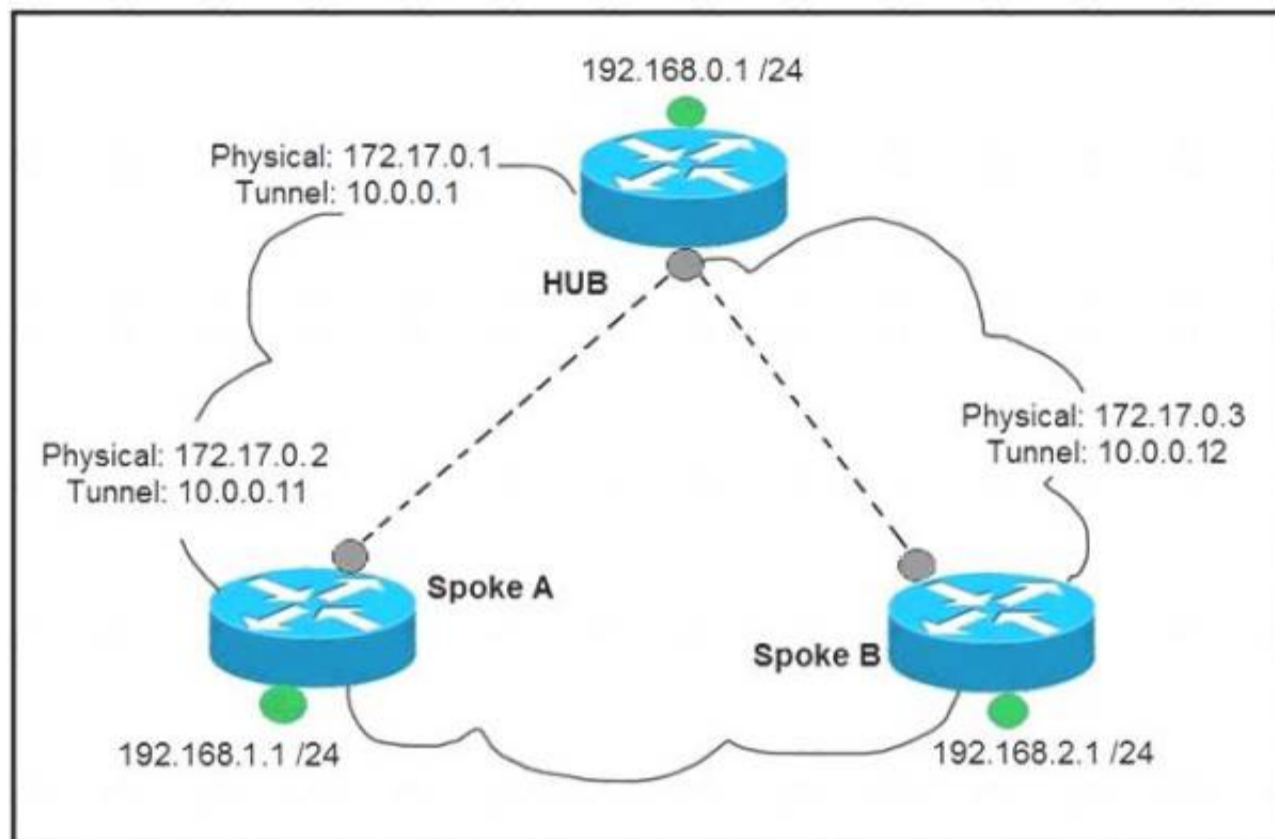 192.168.0.1 /24
Physical: 172.17.0.1
Tunnel: 10.0.0.1
HUB
Physical: 172.17.0.3
Tunnel: 10.0.0.12
Physical: 172.17.0.2
Tunnel: 10.0.0.11
Spoke A
Spoke B
192.168.1.1 /24
192.168.2.1 /24